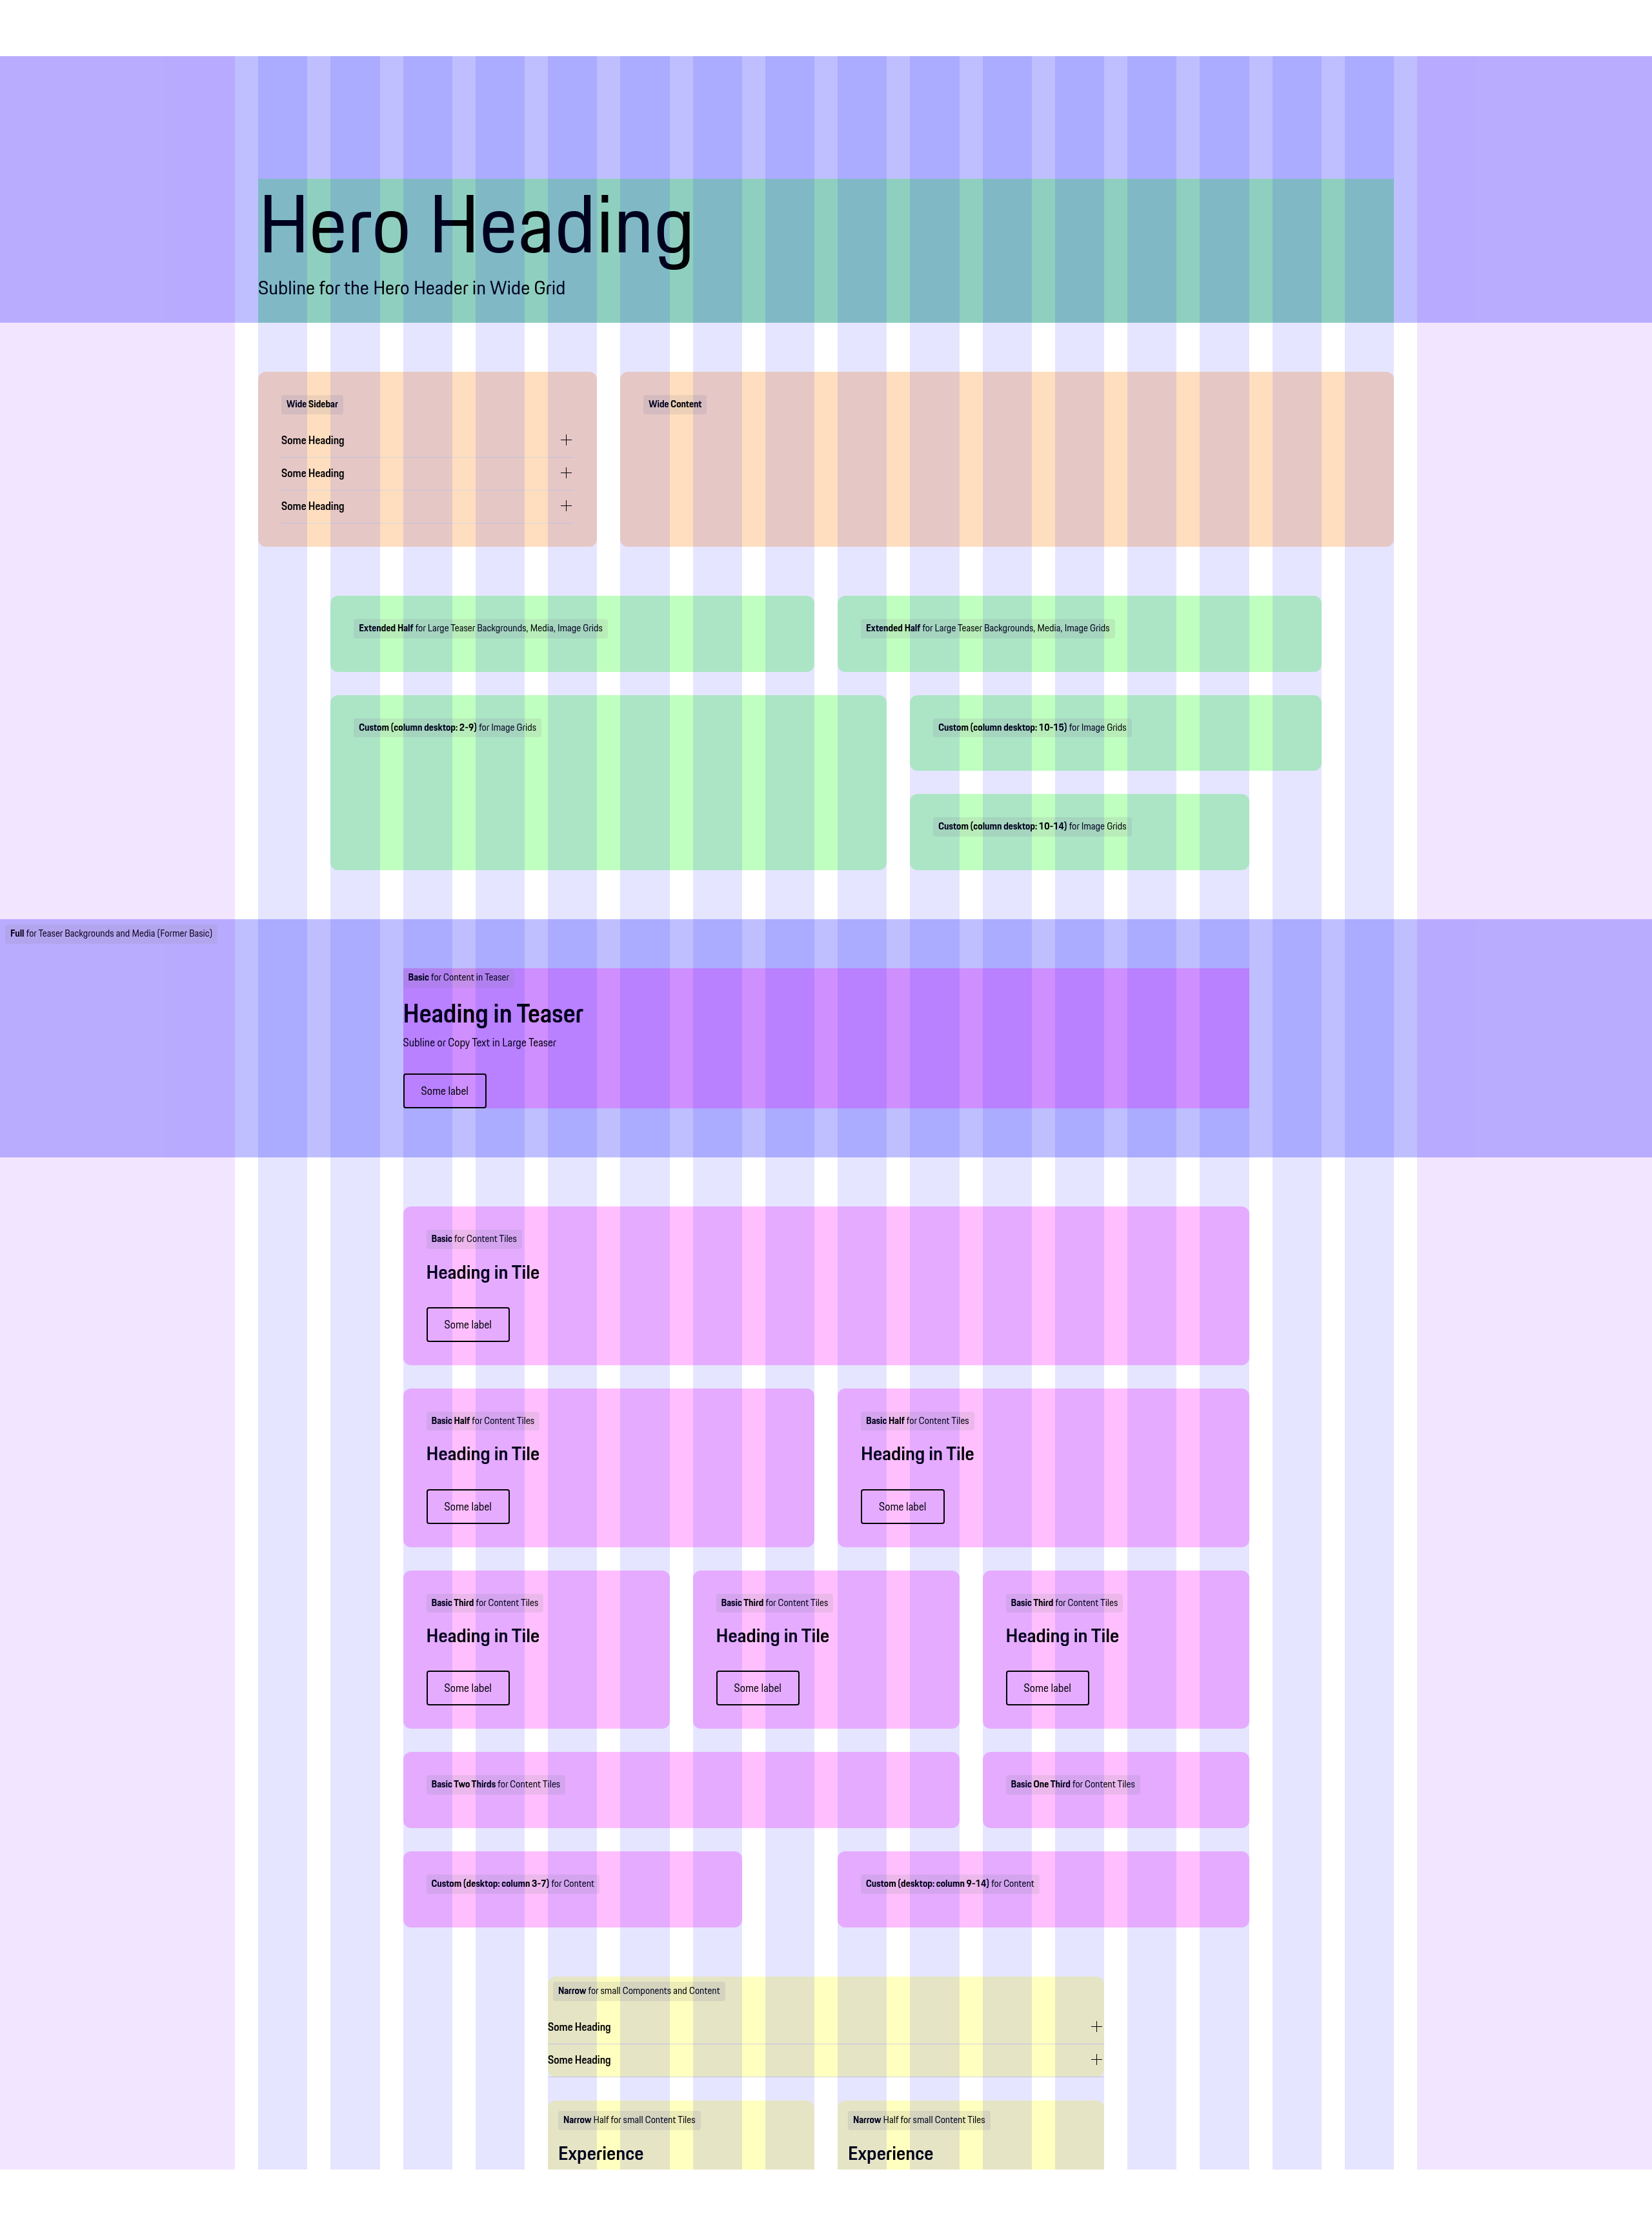 Hero Heading
Subline for the Hero Header in Wide Grid
Wide Sidebar
Some Heading
Some Heading
Some Heading
Wide Content
Extended Half for Large Teaser Backgrounds, Media, Image Grids
Extended Half for Large Teaser Backgrounds, Media, Image Grids
Custom (column desktop: 2-9) for Image Grids
Custom (column desktop: 10-15) for Image Grids
Custom (column desktop: 10-14) for Image Grids
Full for Teaser Backgrounds and Media (Former Basic)
Basic for Content in Teaser
Heading in Teaser
Subline or Copy Text in Large Teaser
Some label
Basic for Content Tiles
Heading in Tile
Some label
Basic Half for Content Tiles
Heading in Tile
Some label
Basic Half for Content Tiles
Heading in Tile
Some label
Basic Third for Content Tiles
Heading in Tile
Some label
Basic Third for Content Tiles
Heading in Tile
Some label
Basic Third for Content Tiles
Heading in Tile
Some label
Basic Two Thirds for Content Tiles
Basic One Third for Content Tiles
Custom (desktop: column 3-7) for Content
Custom (desktop: column 9-14) for Content
Narrow for small Components and Content
Some Heading
Some Heading
Narrow Half for small Content Tiles
Experience
Narrow Half for small Content Tiles
Experience